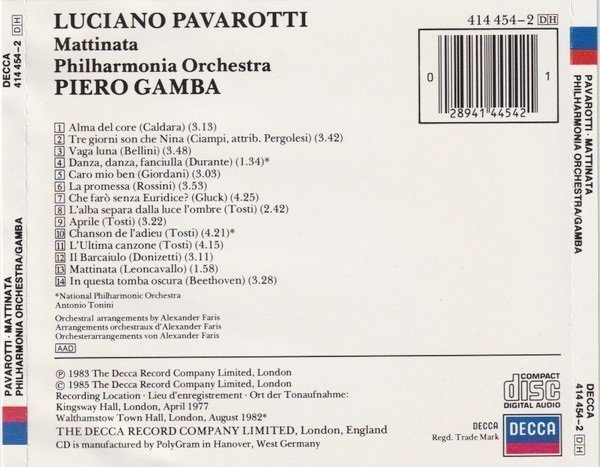 LUCIANO PAVAROTTI
Mattinata
Philharmonia Orchestra
PIERO GAMBA
414 454-2 DH
0
28941 44542
1
1 Alma del core (Caldara) (3.13)
2 Tre giorni son che Nina (Ciampi, attrib. Pergolesi) (3.42)
3 Vaga luna (Bellini) (3.48)
4 Danza, danza, fanciulla (Durante) (1.34)*
5 Caro mio ben (Giordani) (3.03)
6 La promessa (Rossini) (3.53)
7 Che farò senza Euridice? (Gluck) (4.25)
8 L'alba separa dalla luce l'ombre (Tosti) (2.42)
9 Aprile (Tosti) (3.22)
10 Chanson de l'adieu (Tosti) (4.21)*
11 L'Ultima canzone (Tosti) (4.15)
12 Il Barcaiulo (Donizetti) (3.11)
13 Mattinata (Leoncavallo) (1.58)
14 In questa tomba oscura (Beethoven) (3.28)
*National Philharmonic Orchestra
Antonio Tonini
Orchestral arrangements by Alexander Faris
Arrangements orchestraux d'Alexander Faris
Orchesterarrangements von Alexander Faris
AAD
℗ 1983 The Decca Record Company Limited, London
© 1985 The Decca Record Company Limited, London
Recording Location · Lieu d'enregistrement · Ort der Tonaufnahme:
Kingsway Hall, London, April 1977
Walthamstow Town Hall, London, August 1982*
THE DECCA RECORD COMPANY LIMITED, London, England
CD is manufactured by PolyGram in Hanover, West Germany
COMPACT
disc
DIGITAL AUDIO
DECCA
Regd. Trade Mark
DECCA
DECCA
414 454-2 DH
PAVAROTTI · MATTINATA
PHILHARMONIA ORCHESTRA/GAMBA
PAVAROTTI · MATTINATA
PHILHARMONIA ORCHESTRA/GAMBA
DECCA
414 454-2 DH